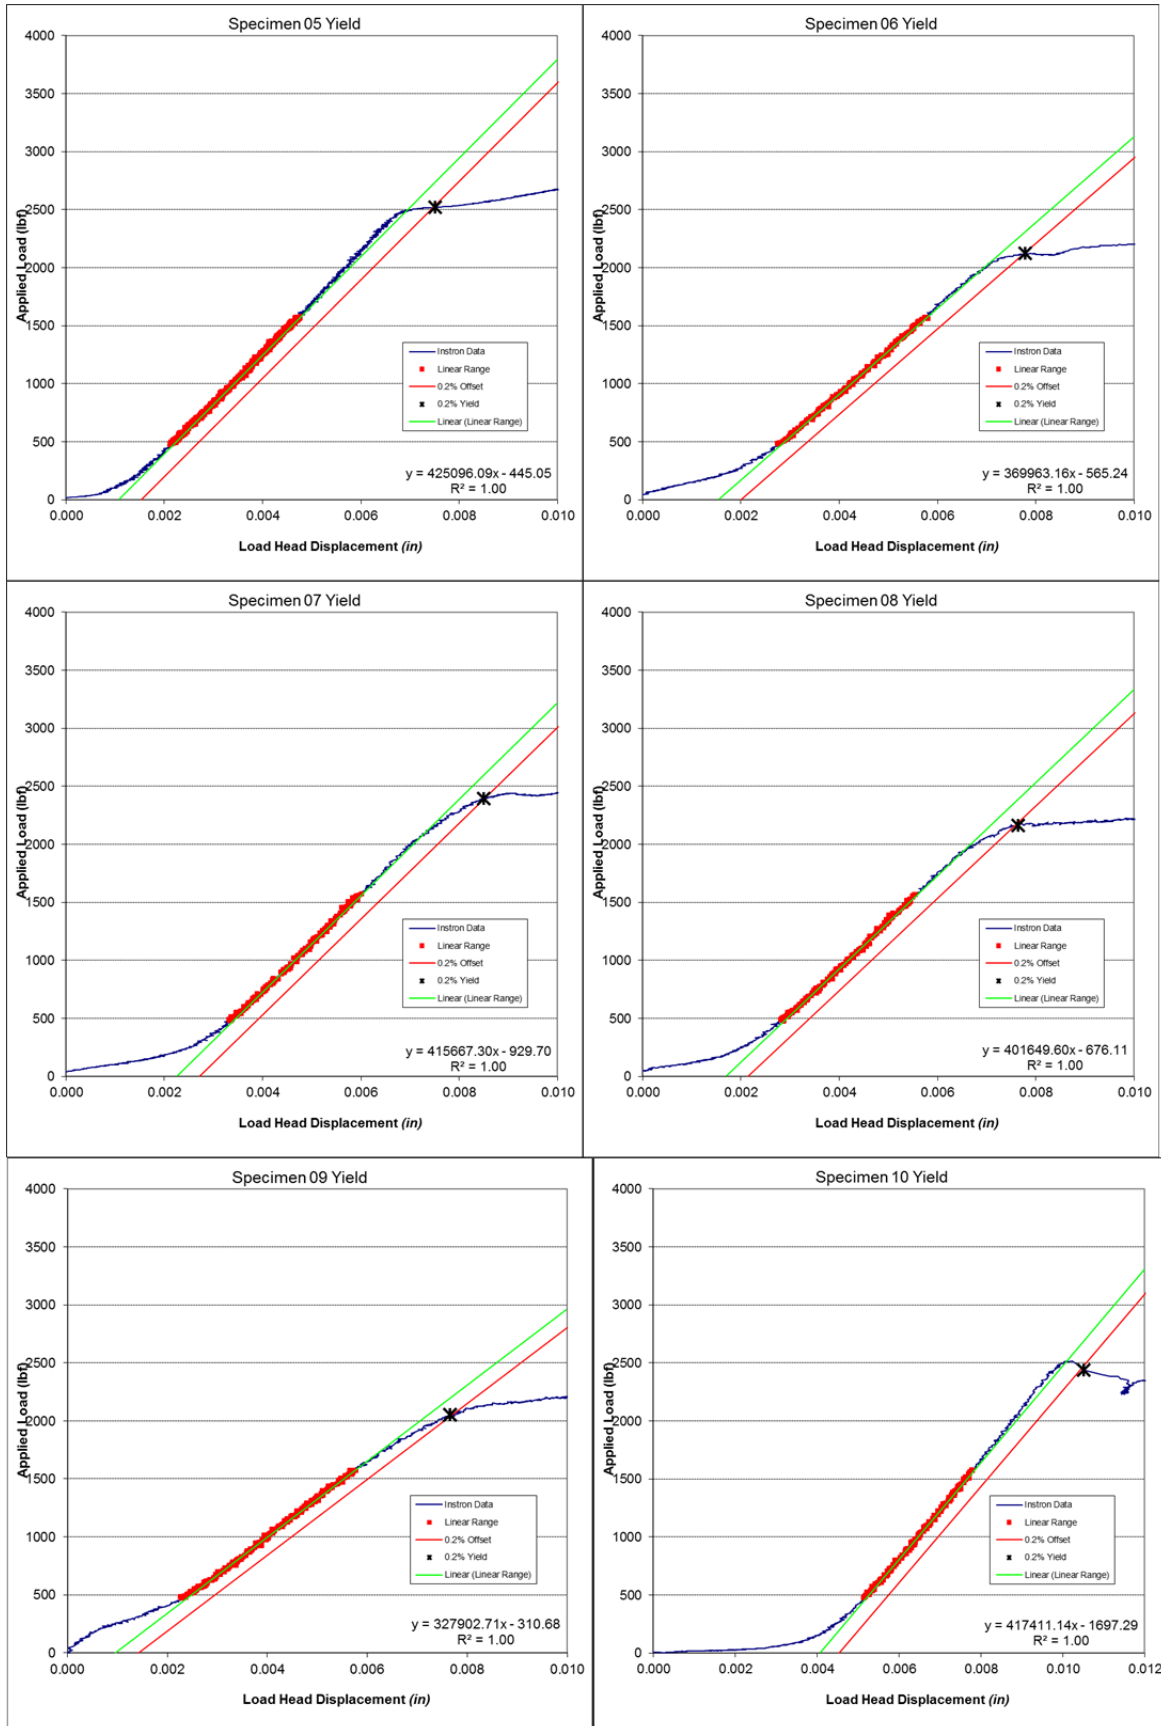 Specimen 05 Yield
4000
3500
3000
2500
2000
1500
1000
500
0
Applied Load (lbf)
Instron Data
Linear Range
0.2% Offset
0.2% Yield
Linear (Linear Range)
y = 425096.09x - 445.05
R² = 1.00
0.000 0.002 0.004 0.006 0.008 0.010
Load Head Displacement (in)
Specimen 06 Yield
4000
3500
3000
2500
2000
1500
1000
500
0
Applied Load (lbf)
Instron Data
Linear Range
0.2% Offset
0.2% Yield
Linear (Linear Range)
y = 369963.16x - 565.24
R² = 1.00
0.000 0.002 0.004 0.006 0.008 0.010
Load Head Displacement (in)
Specimen 07 Yield
4000
3500
3000
2500
2000
1500
1000
500
0
Applied Load (lbf)
Instron Data
Linear Range
0.2% Offset
0.2% Yield
Linear (Linear Range)
y = 415667.30x - 929.70
R² = 1.00
0.000 0.002 0.004 0.006 0.008 0.010
Load Head Displacement (in)
Specimen 08 Yield
4000
3500
3000
2500
2000
1500
1000
500
0
Applied Load (lbf)
Instron Data
Linear Range
0.2% Offset
0.2% Yield
Linear (Linear Range)
y = 401649.60x - 676.11
R² = 1.00
0.000 0.002 0.004 0.006 0.008 0.010
Load Head Displacement (in)
Specimen 09 Yield
4000
3500
3000
2500
2000
1500
1000
500
0
Applied Load (lbf)
Instron Data
Linear Range
0.2% Offset
0.2% Yield
Linear (Linear Range)
y = 327902.71x - 310.68
R² = 1.00
0.000 0.002 0.004 0.006 0.008 0.010
Load Head Displacement (in)
Specimen 10 Yield
4000
3500
3000
2500
2000
1500
1000
500
0
Applied Load (lbf)
Instron Data
Linear Range
0.2% Offset
0.2% Yield
Linear (Linear Range)
y = 417411.14x - 1697.29
R² = 1.00
0.000 0.002 0.004 0.006 0.008 0.010 0.012
Load Head Displacement (in)